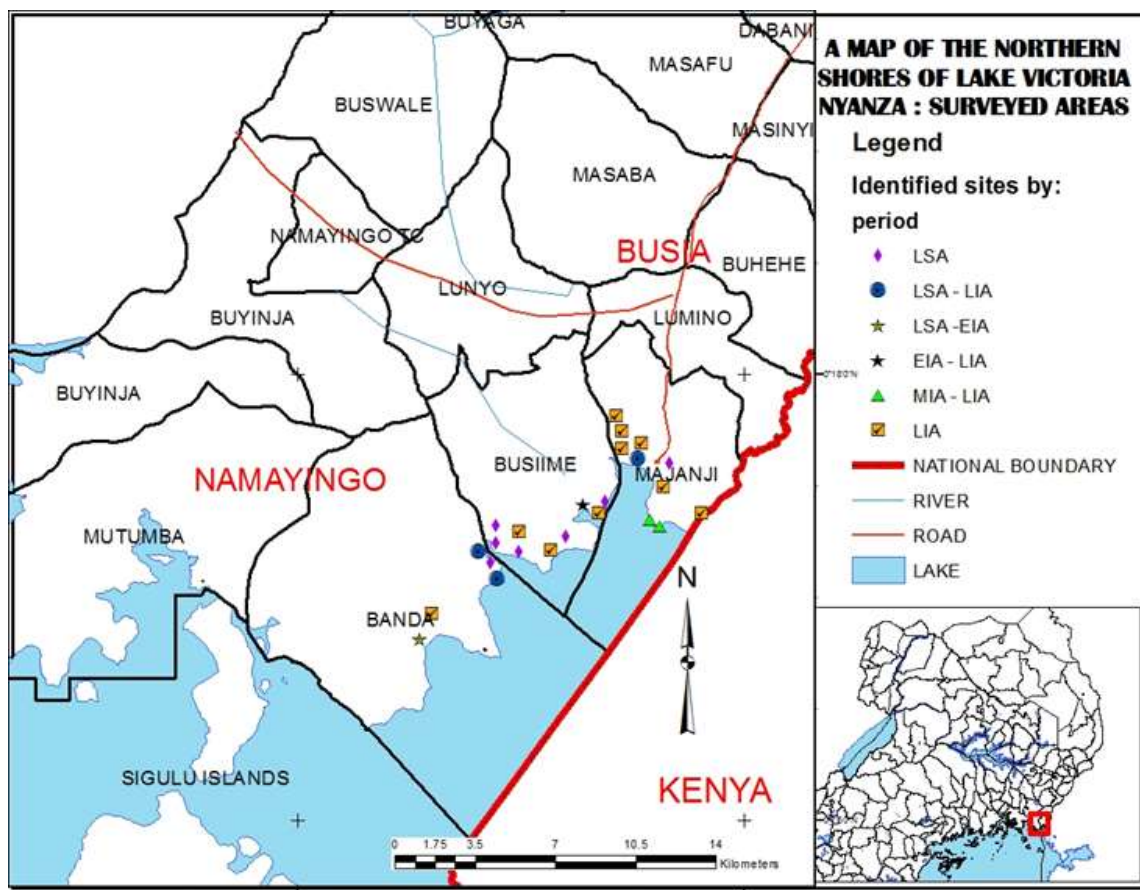 BUYAGA
DABANI
MASAFU
BUSWALE
MASINYI
MASABA
NAMAYINGO TC
BUSIA
BUHEHE
LUNYO
BUYINJA
LUMINO
BUYINJA
BUSIIME
MAJANJI
NAMAYINGO
MUTUMBA
BANDA
N
SIGULU ISLANDS
KENYA
0 1.75 3.5 7 10.5 14
Kilometers
A MAP OF THE NORTHERN
SHORES OF LAKE VICTORIA
NYANZA : SURVEYED AREAS
Legend
Identified sites by:
period
LSA
LSA - LIA
LSA -EIA
EIA - LIA
MIA - LIA
LIA
NATIONAL BOUNDARY
RIVER
ROAD
LAKE